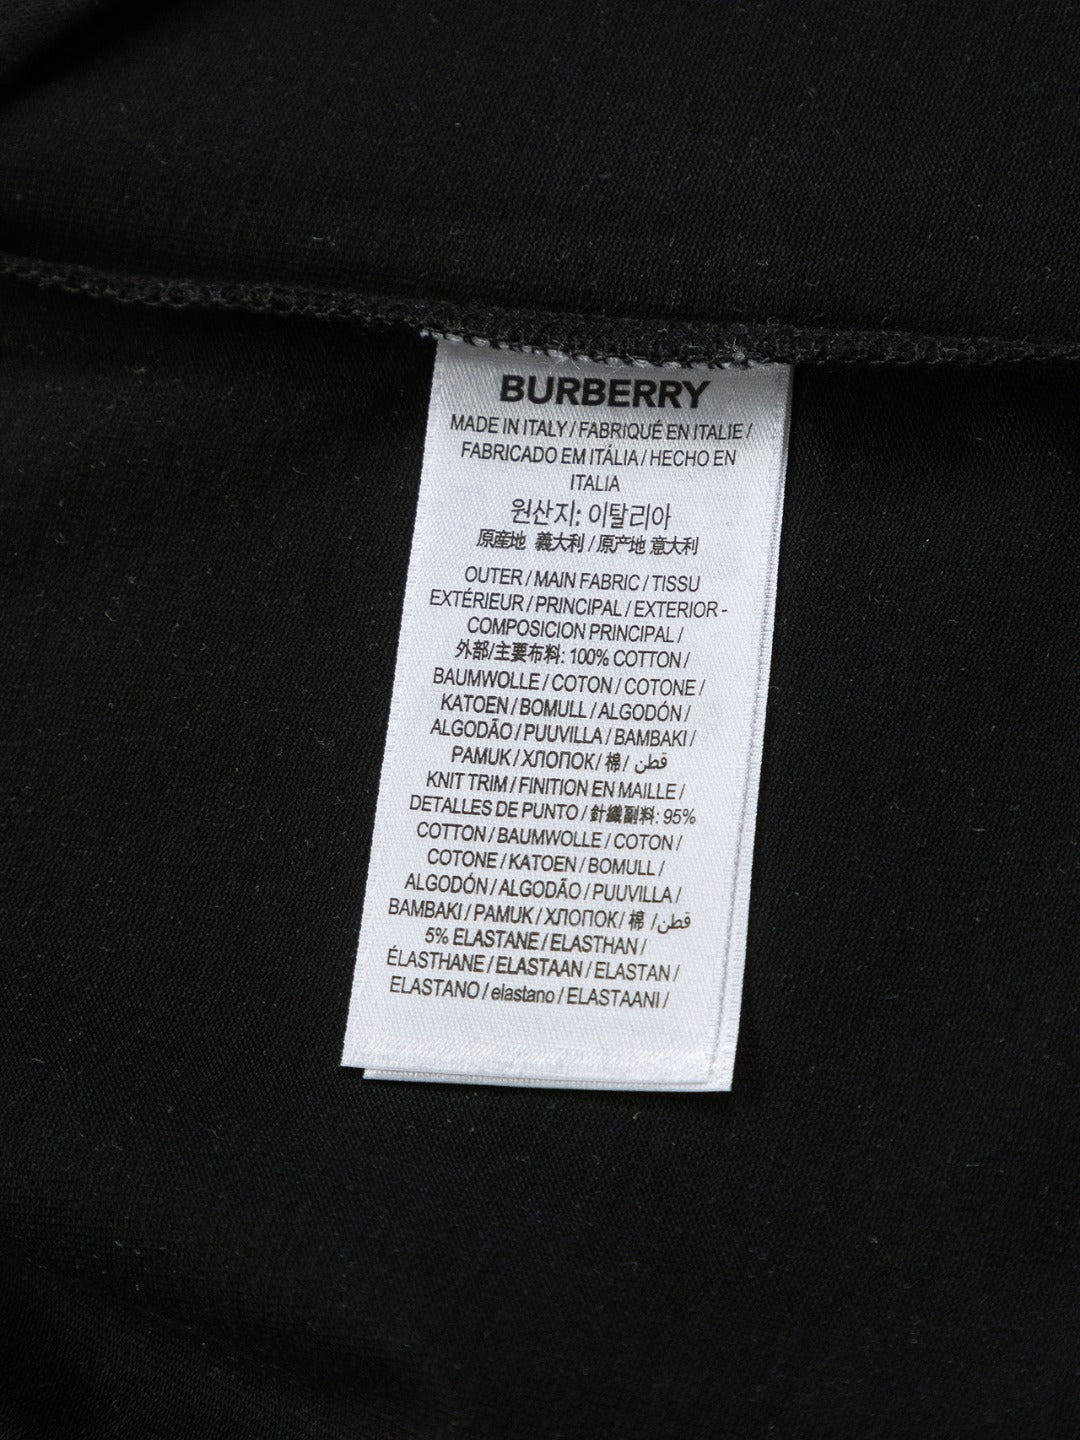 BURBERRY
MADE IN ITALY / FABRIQUÉ EN ITALIE /
FABRICADO EM ITÁLIA / HECHO EN
ITALIA
원산지: 이탈리아
原産地 義大利 / 原产地 意大利
OUTER / MAIN FABRIC / TISSU
EXTÉRIEUR / PRINCIPAL / EXTERIOR -
COMPOSICION PRINCIPAL /
外部/主要布料: 100% COTTON /
BAUMWOLLE / COTON / COTONE /
KATOEN / BOMULL / ALGODÓN /
ALGODÃO / PUUVILLA / BAMBAKI /
PAMUK / ХЛОПОК / 棉 / قطن
KNIT TRIM / FINITION EN MAILLE /
DETALLES DE PUNTO / 針織副料: 95%
COTTON / BAUMWOLLE / COTON /
COTONE / KATOEN / BOMULL /
ALGODÓN / ALGODÃO / PUUVILLA /
BAMBAKI / PAMUK / ХЛОПОК / 棉 / قطن
5% ELASTANE / ELASTHAN /
ÉLASTHANE / ELASTAAN / ELASTAN /
ELASTANO / elastano / ELASTAANI /